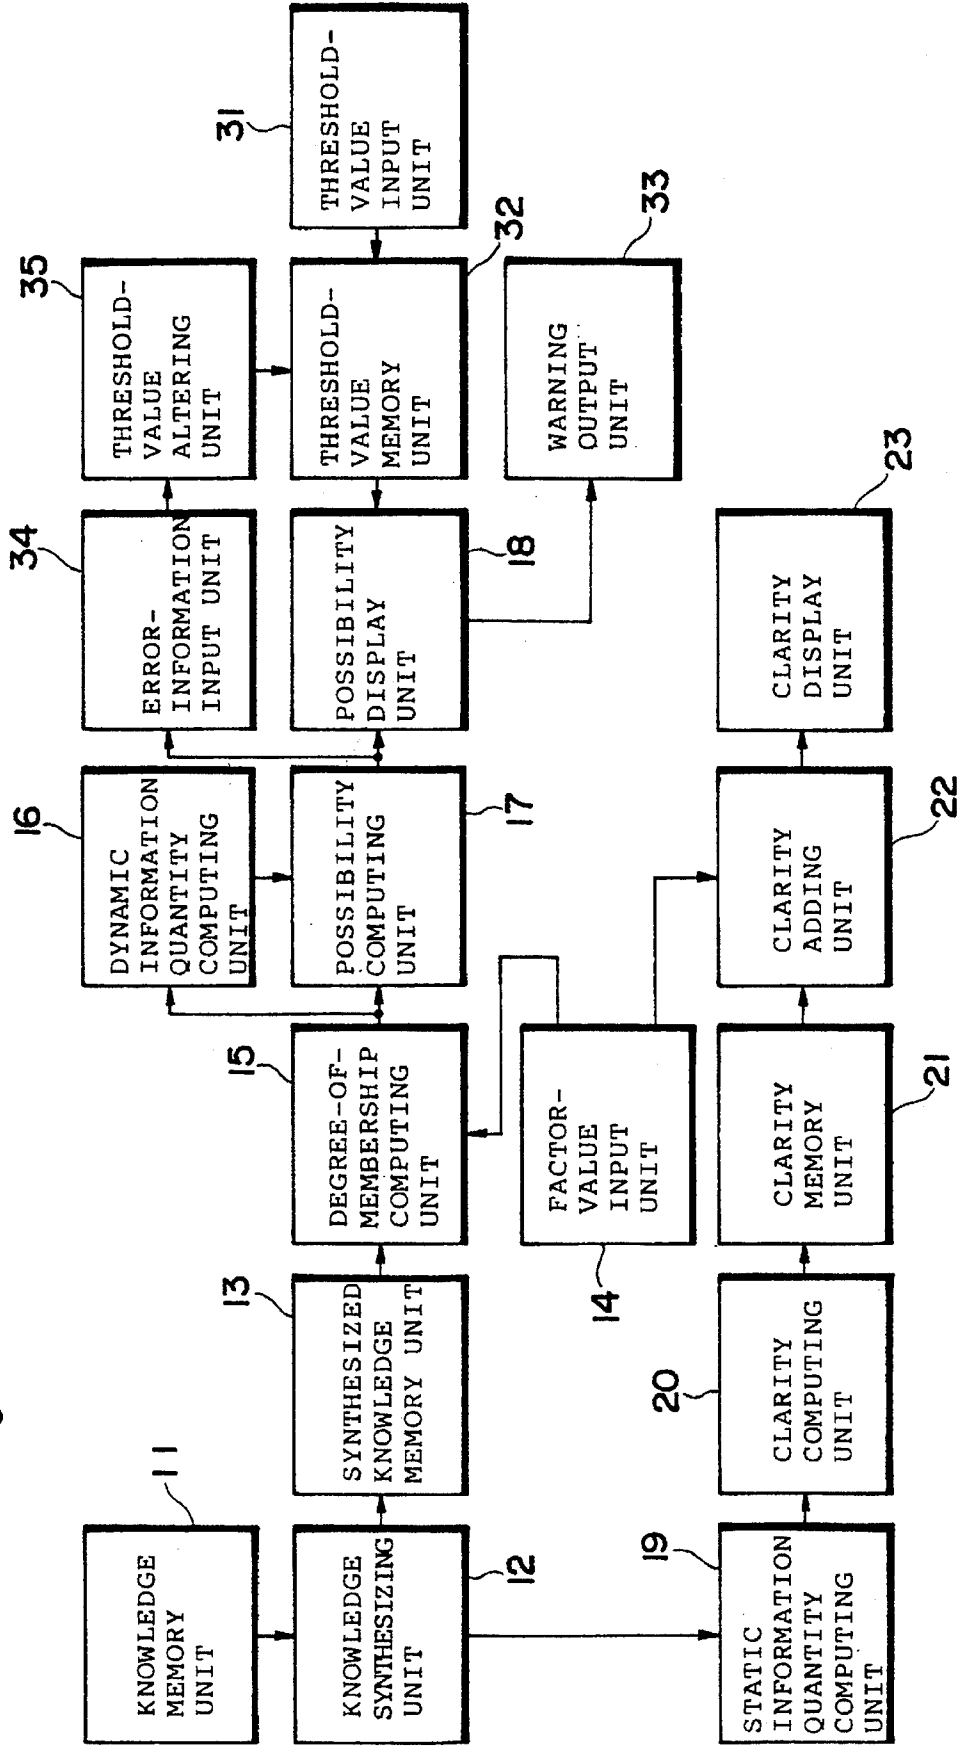 11
KNOWLEDGE
MEMORY
UNIT
16
DYNAMIC
INFORMATION
QUANTITY
COMPUTING
UNIT
34
ERROR-
INFORMATION
INPUT UNIT
35
THRESHOLD-
VALUE
ALTERING
UNIT
12
KNOWLEDGE
SYNTHESIZING
UNIT
13
SYNTHESIZED
KNOWLEDGE
MEMORY UNIT
15
DEGREE-OF-
MEMBERSHIP
COMPUTING
UNIT
17
POSSIBILITY
COMPUTING
UNIT
18
POSSIBILITY
DISPLAY
UNIT
32
THRESHOLD-
VALUE
MEMORY
UNIT
31
THRESHOLD-
VALUE
INPUT
UNIT
14
FACTOR-
VALUE
INPUT
UNIT
33
WARNING
OUTPUT
UNIT
19
STATIC
INFORMATION
QUANTITY
COMPUTING
UNIT
20
CLARITY
COMPUTING
UNIT
21
CLARITY
MEMORY
UNIT
22
CLARITY
ADDING
UNIT
23
CLARITY
DISPLAY
UNIT